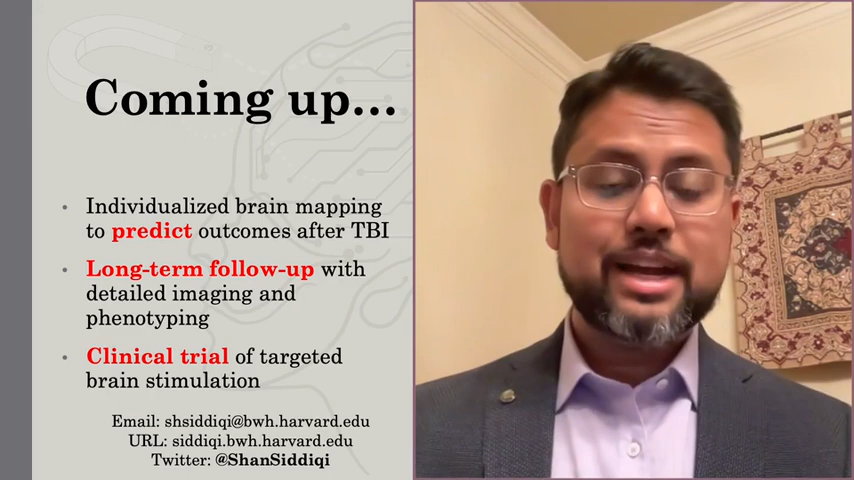 Coming up...
• Individualized brain mapping
to predict outcomes after TBI
• Long-term follow-up with
detailed imaging and
phenotyping
• Clinical trial of targeted
brain stimulation
Email: shsiddiqi@bwh.harvard.edu
URL: siddiqi.bwh.harvard.edu
Twitter: @ShanSiddiqi